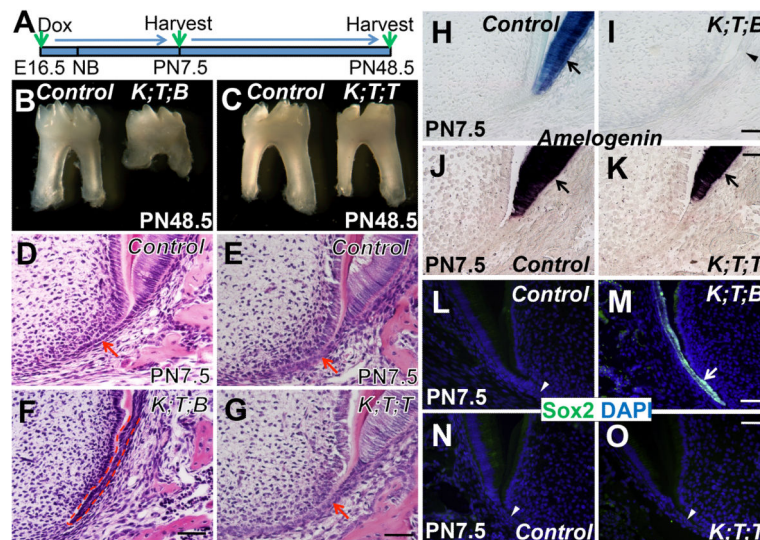 A
Dox
Harvest
Harvest
E16.5 NB
PN7.5
PN48.5
B
Control
K;T;B
PN48.5
C
Control
K;T;T
PN48.5
D
Control
PN7.5
E
Control
PN7.5
F
K;T;B
G
K;T;T
H
Control
PN7.5
I
K;T;B
Amelogenin
J
PN7.5
Control
K
K;T;T
L
Control
PN7.5
M
K;T;B
Sox2 DAPI
N
PN7.5
Control
O
K;T;T